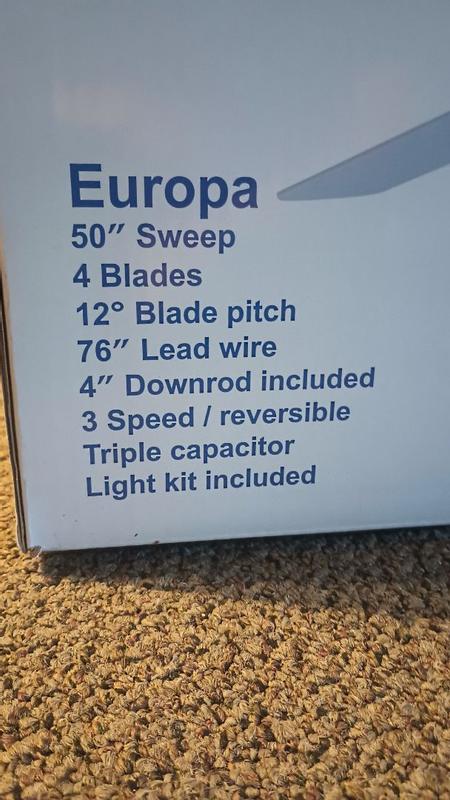 Europa
50″ Sweep
4 Blades
12° Blade pitch
76″ Lead wire
4″ Downrod included
3 Speed / reversible
Triple capacitor
Light kit included